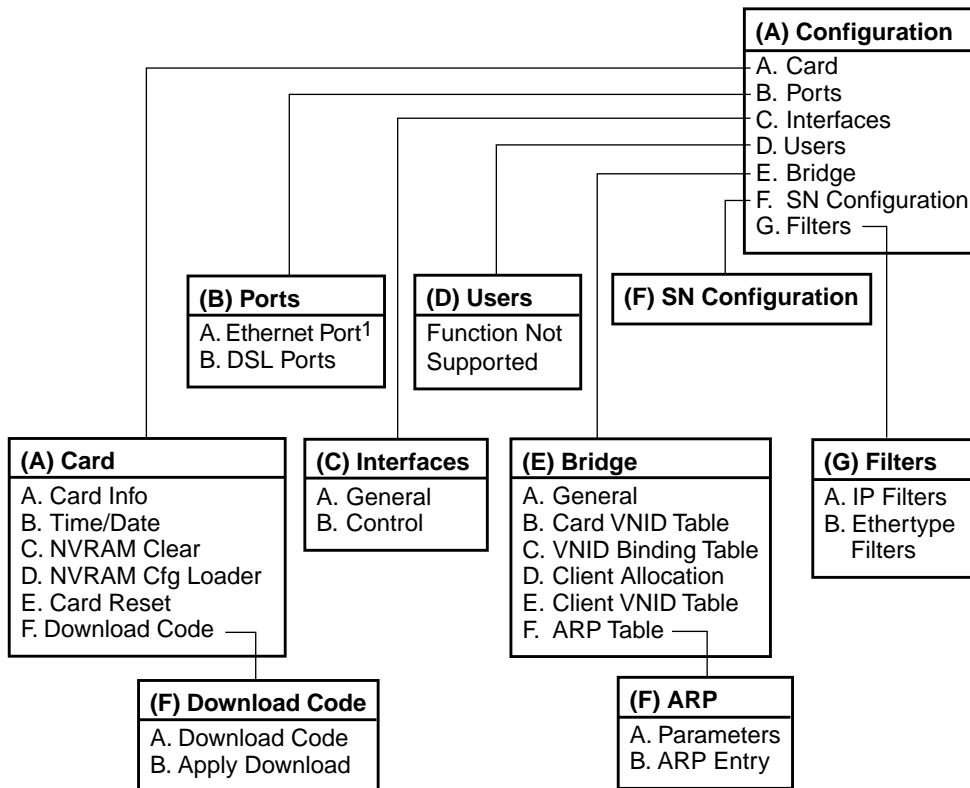 (A) Configuration
A. Card
B. Ports
C. Interfaces
D. Users
E. Bridge
F. SN Configuration
G. Filters
(B) Ports
A. Ethernet Port1
B. DSL Ports
(D) Users
Function Not
Supported
(F) SN Configuration
(A) Card
A. Card Info
B. Time/Date
C. NVRAM Clear
D. NVRAM Cfg Loader
E. Card Reset
F. Download Code
(C) Interfaces
A. General
B. Control
(E) Bridge
A. General
B. Card VNID Table
C. VNID Binding Table
D. Client Allocation
E. Client VNID Table
F. ARP Table
(G) Filters
A. IP Filters
B. Ethertype
Filters
(F) Download Code
A. Download Code
B. Apply Download
(F) ARP
A. Parameters
B. ARP Entry